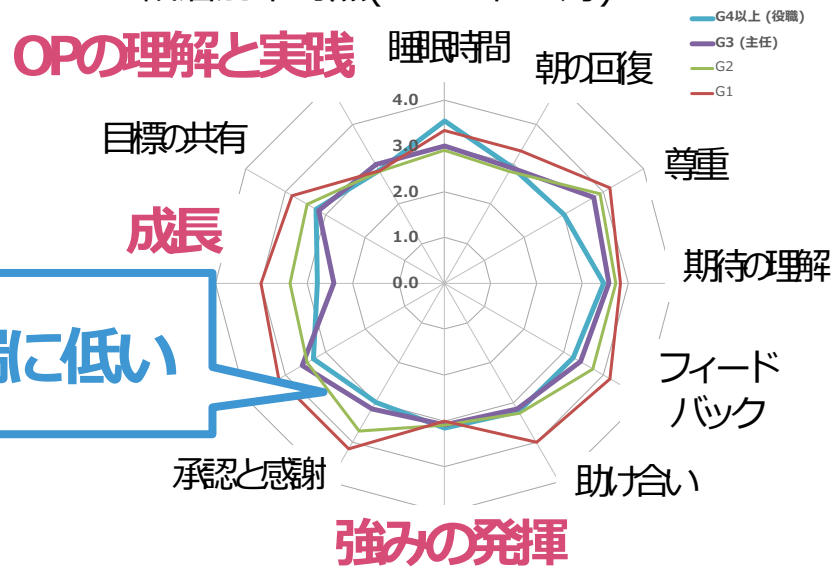 G4以上 (役職)
G3 (主任)
G2
G1
OPの理解と実践
睡眠時間
朝の回復
目標の共有
尊重
成長
期待の理解
に低い
フィード
バック
承認と感謝
助け合い
強みの発揮
4.0
3.0
2.0
1.0
0.0